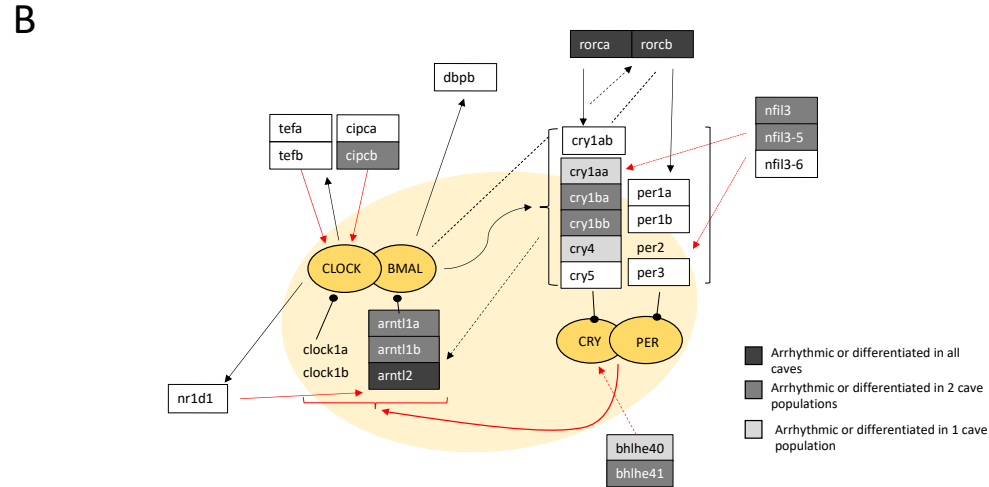 B
rorca rorcb
dbpb
nfil3
nfil3-5
nfil3-6
tefa cipca
tefb cipcb
cry1ab
cry1aa
cry1ba
cry1bb
cry4
cry5
per1a
per1b
per2
per3
CLOCK BMAL
arntl1a
arntl1b
arntl2
clock1a
clock1b
CRY PER
nr1d1
bhlhe40
bhlhe41
Arrhythmic or differentiated in all
caves
Arrhythmic or differentiated in 2 cave
populations
Arrhythmic or differentiated in 1 cave
population